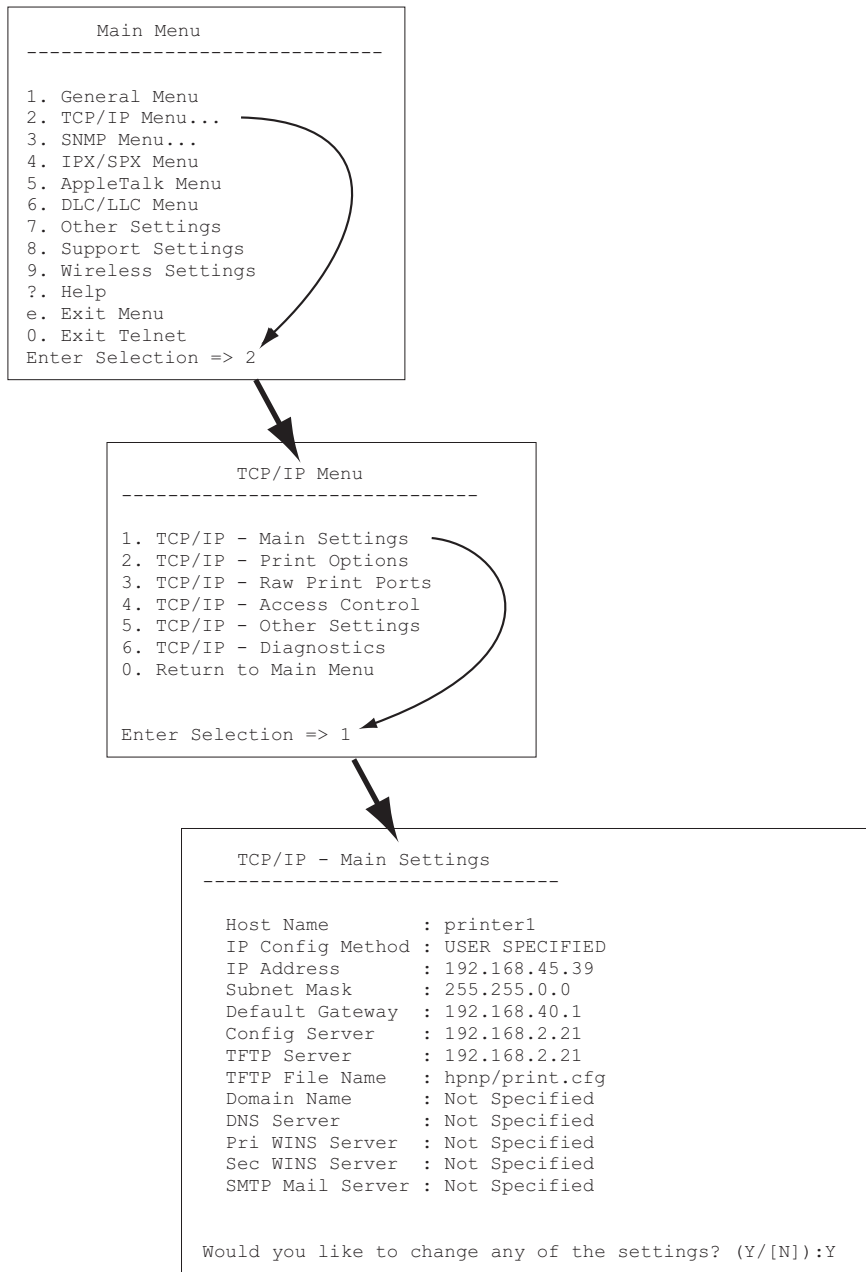 Main Menu
-------------------------------
1. General Menu
2. TCP/IP Menu...
3. SNMP Menu...
4. IPX/SPX Menu
5. AppleTalk Menu
6. DLC/LLC Menu
7. Other Settings
8. Support Settings
9. Wireless Settings
?. Help
e. Exit Menu
0. Exit Telnet
Enter Selection => 2
TCP/IP Menu
-------------------------------
1. TCP/IP - Main Settings
2. TCP/IP - Print Options
3. TCP/IP - Raw Print Ports
4. TCP/IP - Access Control
5. TCP/IP - Other Settings
6. TCP/IP - Diagnostics
0. Return to Main Menu
Enter Selection => 1
TCP/IP - Main Settings
-------------------------------
Host Name : printer1
IP Config Method : USER SPECIFIED
IP Address : 192.168.45.39
Subnet Mask : 255.255.0.0
Default Gateway : 192.168.40.1
Config Server : 192.168.2.21
TFTP Server : 192.168.2.21
TFTP File Name : hpnp/print.cfg
Domain Name : Not Specified
DNS Server : Not Specified
Pri WINS Server : Not Specified
Sec WINS Server : Not Specified
SMTP Mail Server : Not Specified
Would you like to change any of the settings? (Y/[N]):Y